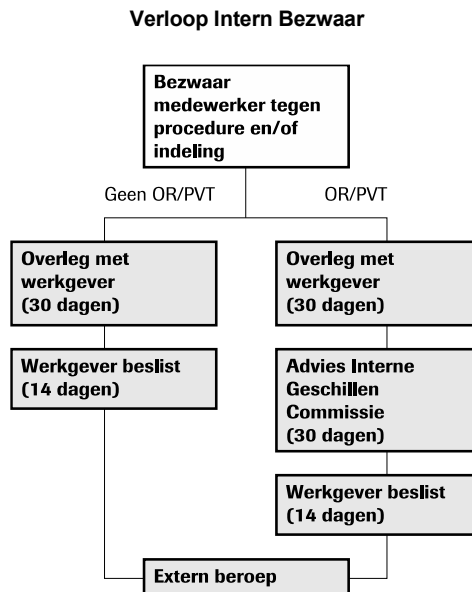 Verloop Intern Bezwaar
Bezwaar
medewerker tegen
procedure en/of
indeling
Geen OR/PVT
OR/PVT
Overleg met
werkgever
(30 dagen)
Werkgever beslist
(14 dagen)
Overleg met
werkgever
(30 dagen)
Advies Interne
Geschillen
Commissie
(30 dagen)
Werkgever beslist
(14 dagen)
Extern beroep